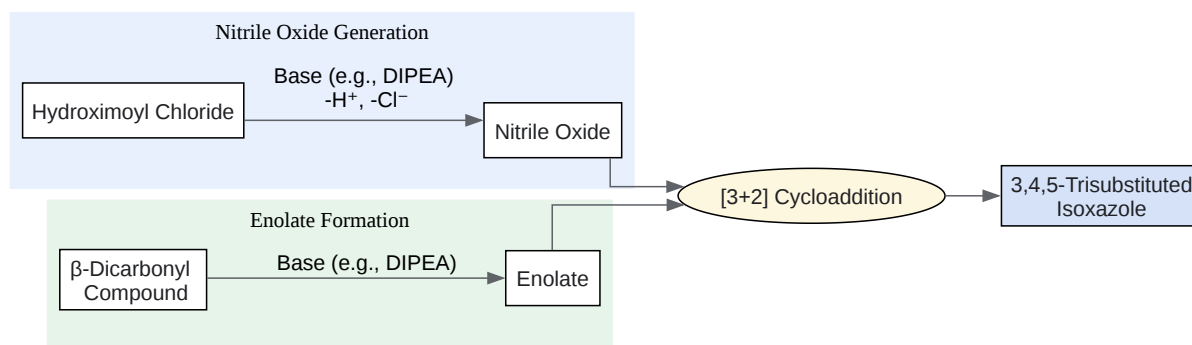 Nitrile Oxide Generation
Hydroximoyl Chloride
Base (e.g., DIPEA)
-H⁺, -Cl⁻
Nitrile Oxide
[3+2] Cycloaddition
3,4,5-Trisubstituted
Isoxazole
Enolate Formation
β-Dicarbonyl
Compound
Base (e.g., DIPEA)
Enolate